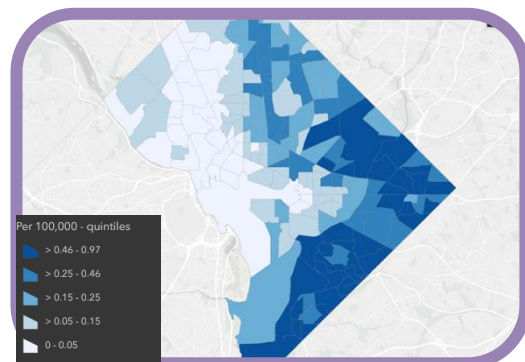 Per 100,000 - quintiles
> 0.46 - 0.97
> 0.25 - 0.46
> 0.15 - 0.25
> 0.05 - 0.15
0 - 0.05